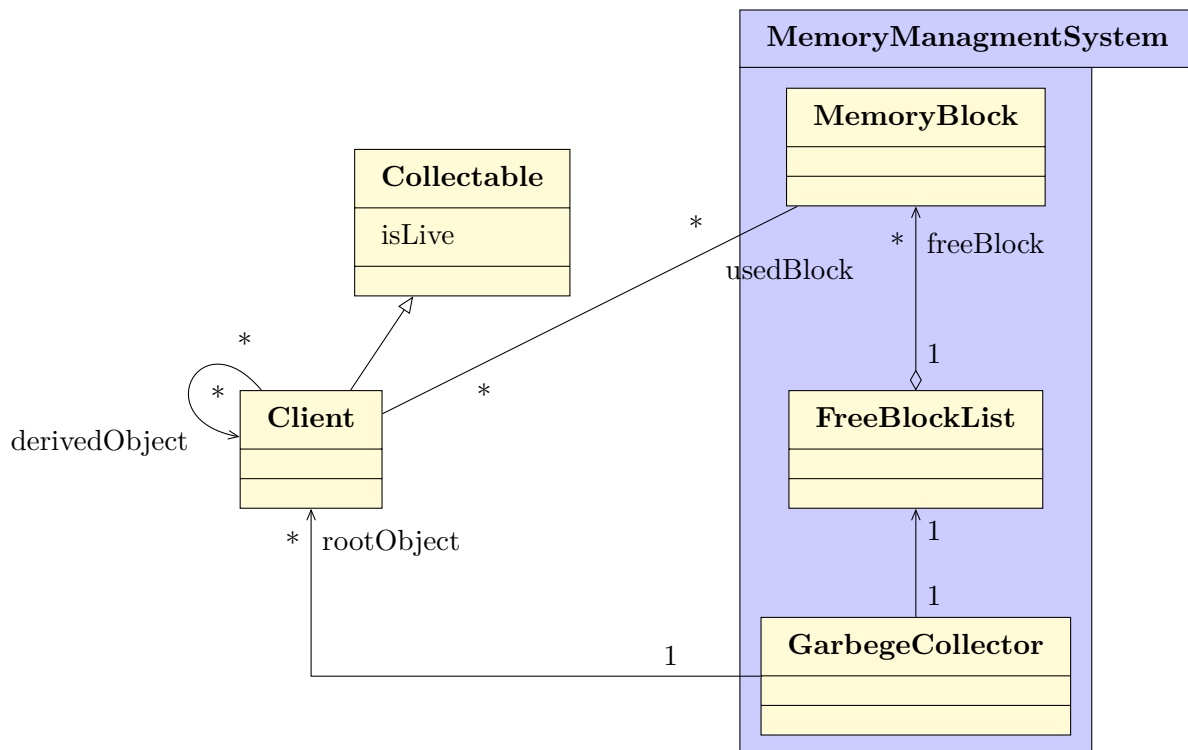 MemoryManagmentSystem
MemoryBlock
Collectable
isLive
*
* freeBlock
usedBlock
*
1
*
*
Client
FreeBlockList
derivedObject
* rootObject
1
1
GarbegeCollector
1